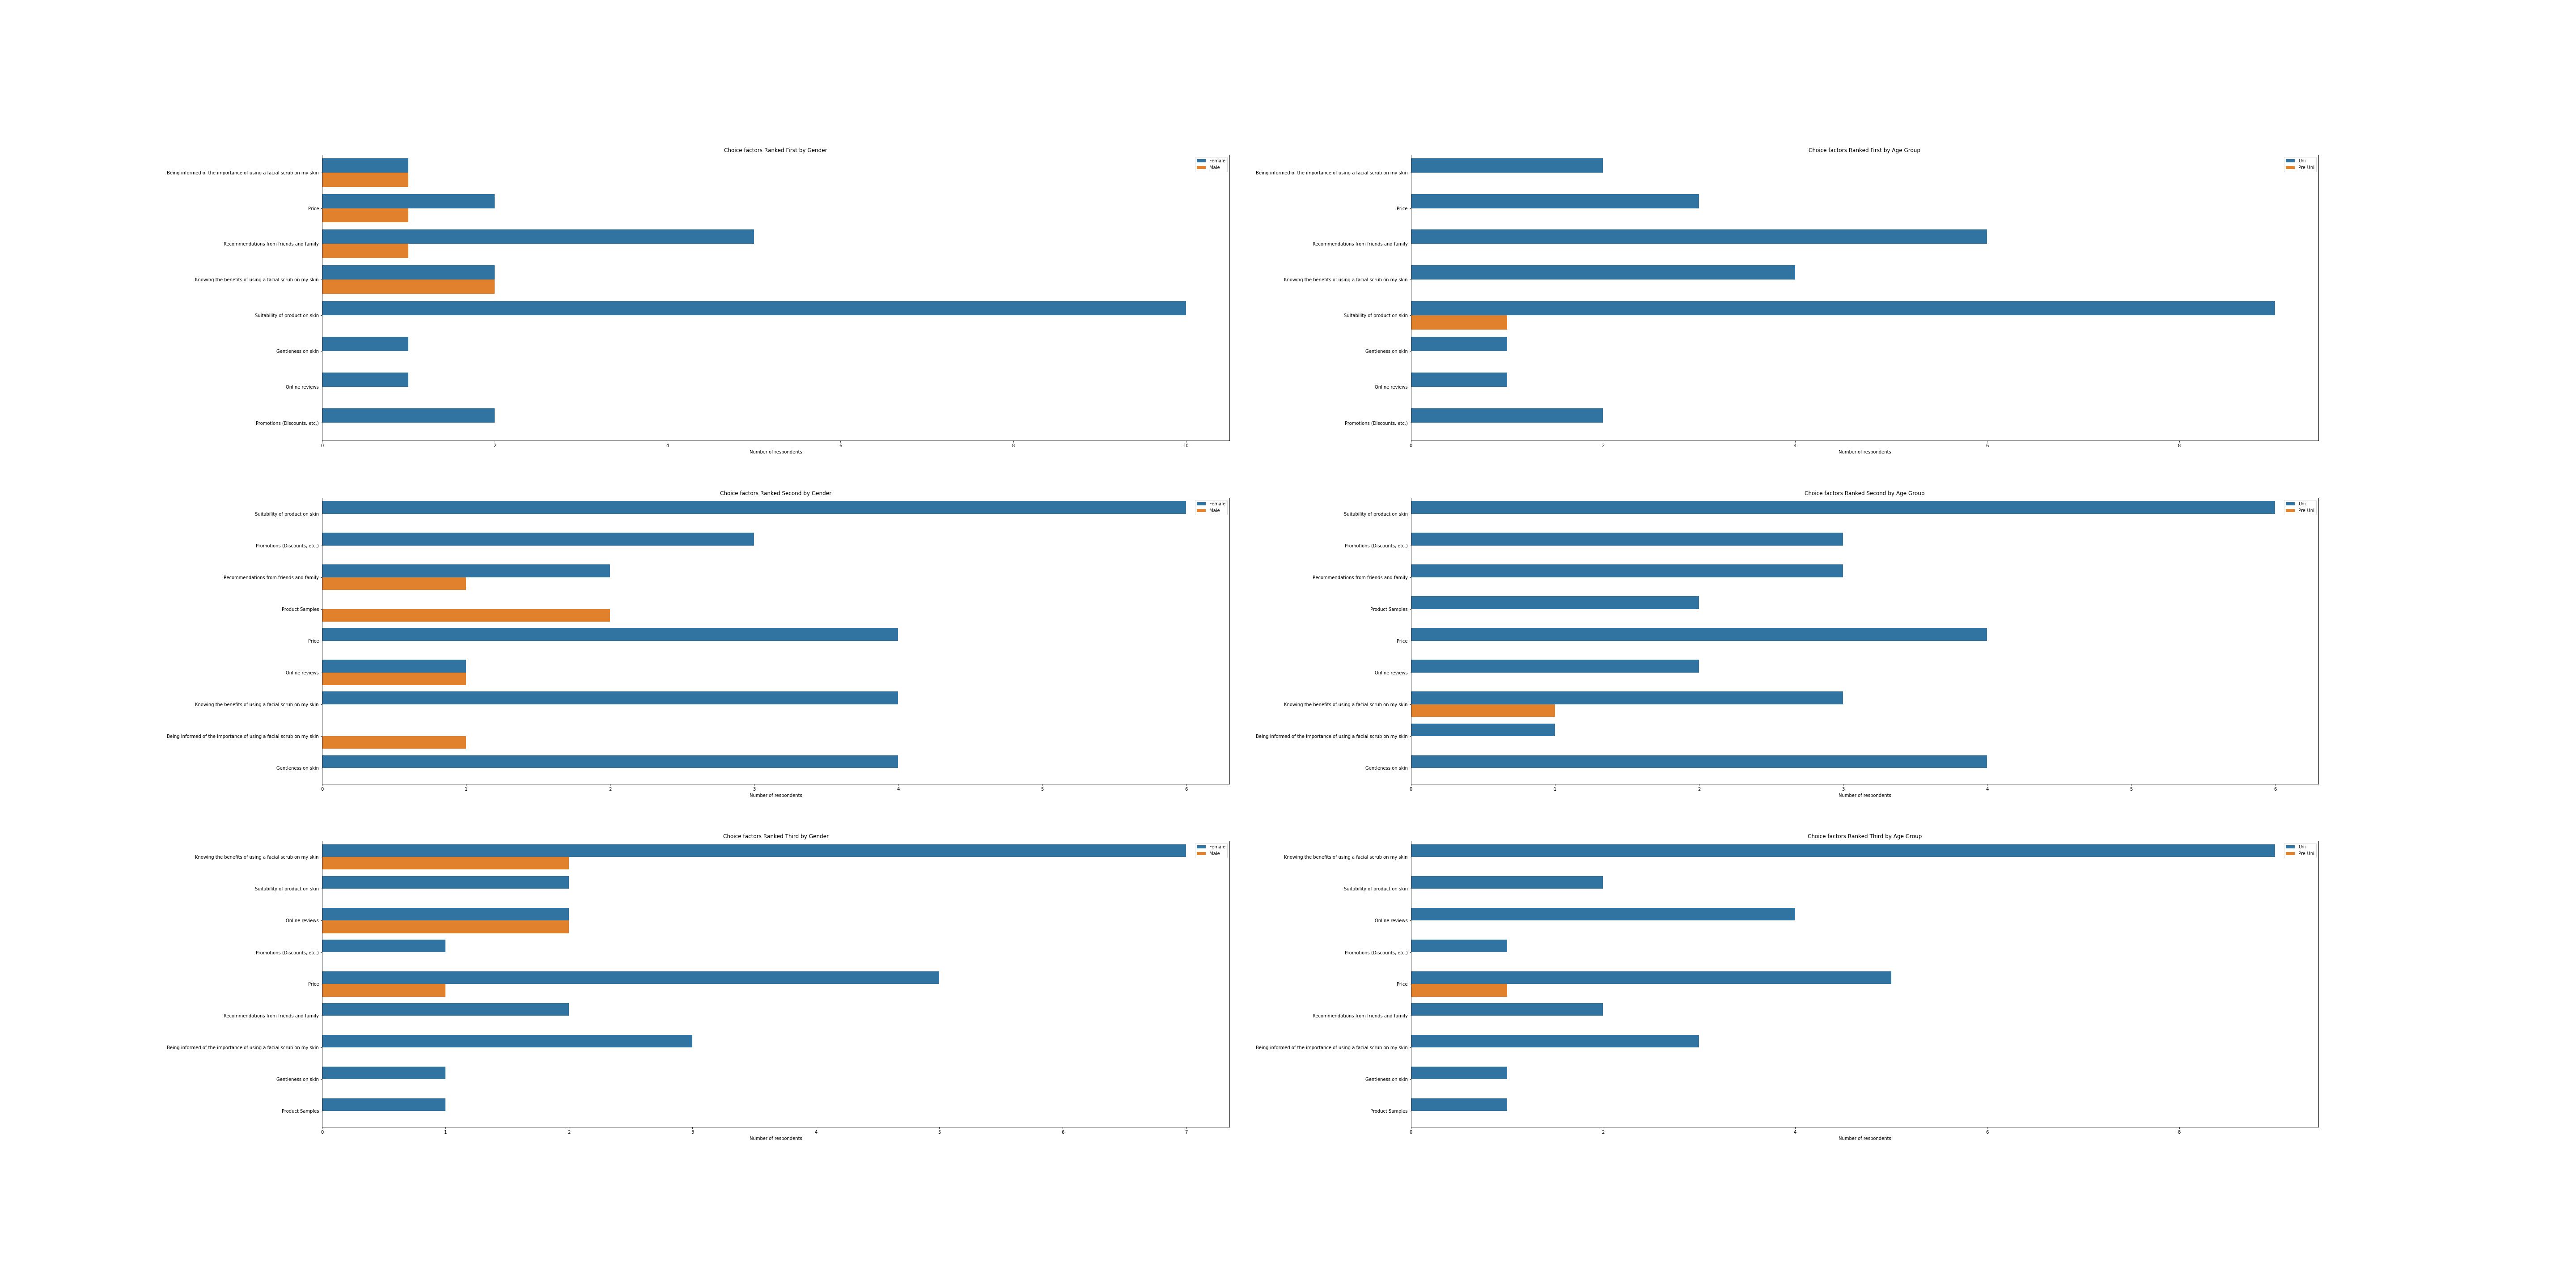 Choice factors Ranked First by Gender
Female
Male
Being informed of the importance of using a facial scrub on my skin
Price
Recommendations from friends and family
Knowing the benefits of using a facial scrub on my skin
Suitability of product on skin
Gentleness on skin
Online reviews
Promotions (Discounts, etc.)
0 2 4 6 8 10
Number of respondents
Choice factors Ranked First by Age Group
Uni
Pre-Uni
Being informed of the importance of using a facial scrub on my skin
Price
Recommendations from friends and family
Knowing the benefits of using a facial scrub on my skin
Suitability of product on skin
Gentleness on skin
Online reviews
Promotions (Discounts, etc.)
0 2 4 6 8
Number of respondents
Choice factors Ranked Second by Gender
Female
Male
Suitability of product on skin
Promotions (Discounts, etc.)
Recommendations from friends and family
Product Samples
Price
Online reviews
Knowing the benefits of using a facial scrub on my skin
Being informed of the importance of using a facial scrub on my skin
Gentleness on skin
0 1 2 3 4 5 6
Number of respondents
Choice factors Ranked Second by Age Group
Uni
Pre-Uni
Suitability of product on skin
Promotions (Discounts, etc.)
Recommendations from friends and family
Product Samples
Price
Online reviews
Knowing the benefits of using a facial scrub on my skin
Being informed of the importance of using a facial scrub on my skin
Gentleness on skin
0 1 2 3 4 5 6
Number of respondents
Choice factors Ranked Third by Gender
Female
Male
Knowing the benefits of using a facial scrub on my skin
Suitability of product on skin
Online reviews
Promotions (Discounts, etc.)
Price
Recommendations from friends and family
Being informed of the importance of using a facial scrub on my skin
Gentleness on skin
Product Samples
0 1 2 3 4 5 6 7
Number of respondents
Choice factors Ranked Third by Age Group
Uni
Pre-Uni
Knowing the benefits of using a facial scrub on my skin
Suitability of product on skin
Online reviews
Promotions (Discounts, etc.)
Price
Recommendations from friends and family
Being informed of the importance of using a facial scrub on my skin
Gentleness on skin
Product Samples
0 2 4 6 8
Number of respondents